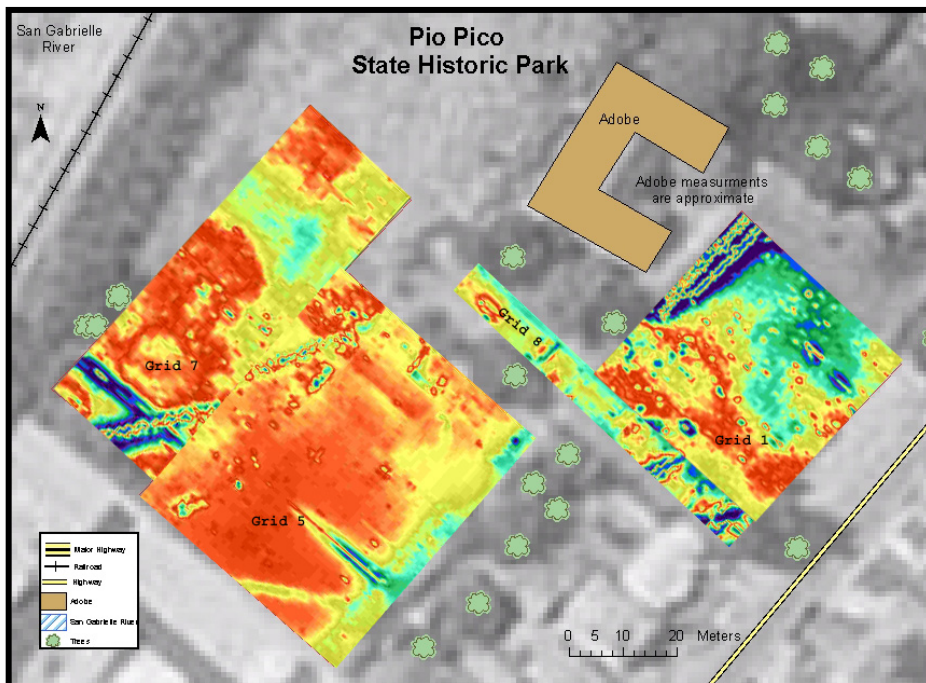 San Gabrielle
River
Pio Pico
State Historic Park
N
Adobe
Adobe measurments
are approximate
Grid 7
Grid 8
Grid 1
Grid 5
Major Highway
Railroad
Highway
Adobe
San Gabrielle River
Trees
0 5 10 20 Meters